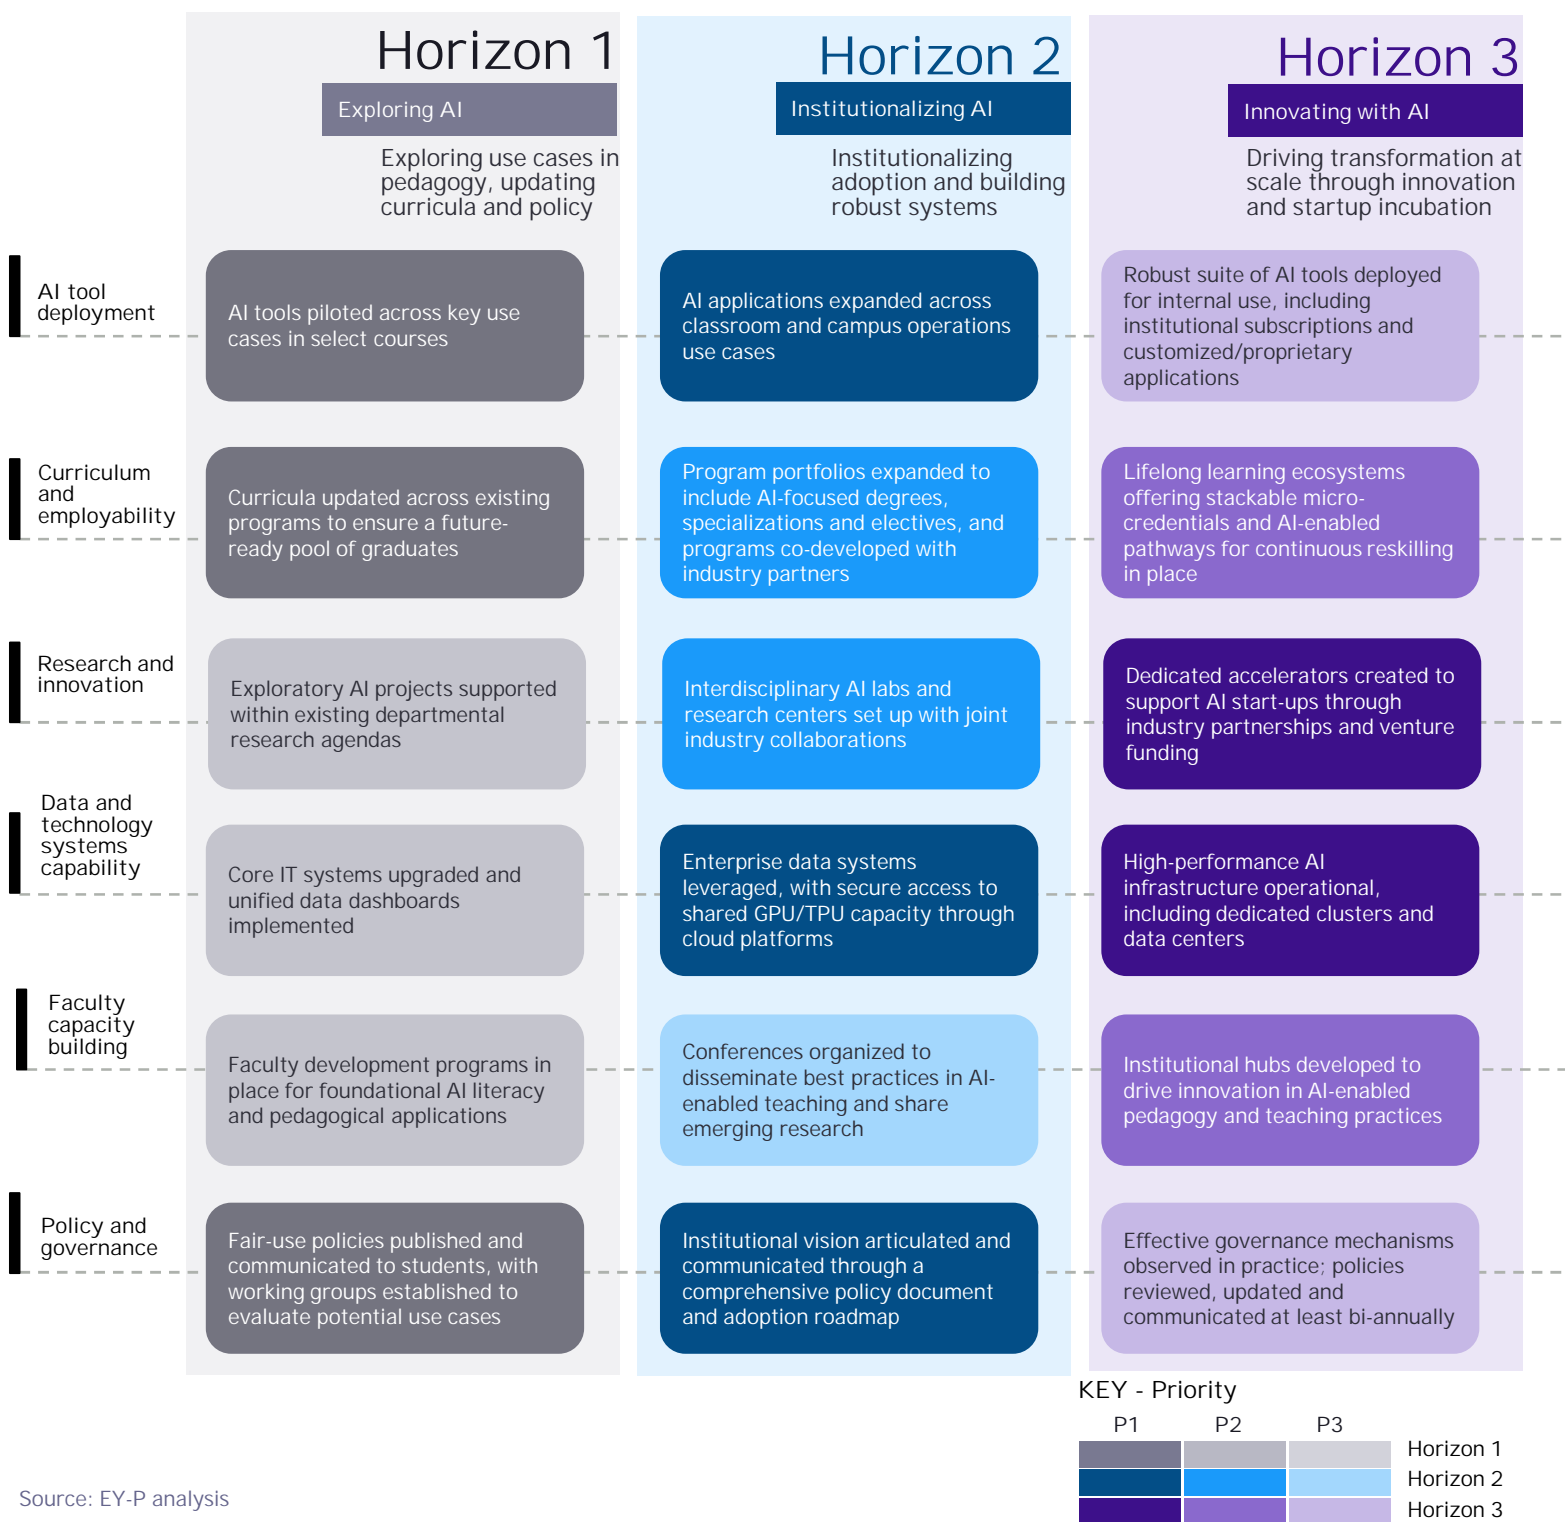 Horizon 1
Exploring AI
Exploring use cases in
pedagogy, updating
curricula and policy
Horizon 2
Institutionalizing AI
Institutionalizing
adoption and building
robust systems
Horizon 3
Innovating with AI
Driving transformation at
scale through innovation
and startup incubation
AI tool
deployment
AI tools piloted across key use
cases in select courses
AI applications expanded across
classroom and campus operations
use cases
Robust suite of AI tools deployed
for internal use, including
institutional subscriptions and
customized/proprietary
applications
Curriculum
and
employability
Curricula updated across existing
programs to ensure a future-
ready pool of graduates
Program portfolios expanded to
include AI-focused degrees,
specializations and electives, and
programs co-developed with
industry partners
Lifelong learning ecosystems
offering stackable micro-
credentials and AI-enabled
pathways for continuous reskilling
in place
Research and
innovation
Exploratory AI projects supported
within existing departmental
research agendas
Interdisciplinary AI labs and
research centers set up with joint
industry collaborations
Dedicated accelerators created to
support AI start-ups through
industry partnerships and venture
funding
Data and
technology
systems
capability
Core IT systems upgraded and
unified data dashboards
implemented
Enterprise data systems
leveraged, with secure access to
shared GPU/TPU capacity through
cloud platforms
High-performance AI
infrastructure operational,
including dedicated clusters and
data centers
Faculty
capacity
building
Faculty development programs in
place for foundational AI literacy
and pedagogical applications
Conferences organized to
disseminate best practices in AI-
enabled teaching and share
emerging research
Institutional hubs developed to
drive innovation in AI-enabled
pedagogy and teaching practices
Policy and
governance
Fair-use policies published and
communicated to students, with
working groups established to
evaluate potential use cases
Institutional vision articulated and
communicated through a
comprehensive policy document
and adoption roadmap
Effective governance mechanisms
observed in practice; policies
reviewed, updated and
communicated at least bi-annually
KEY - Priority
P1 P2 P3
Horizon 1
Horizon 2
Horizon 3
Source: EY-P analysis